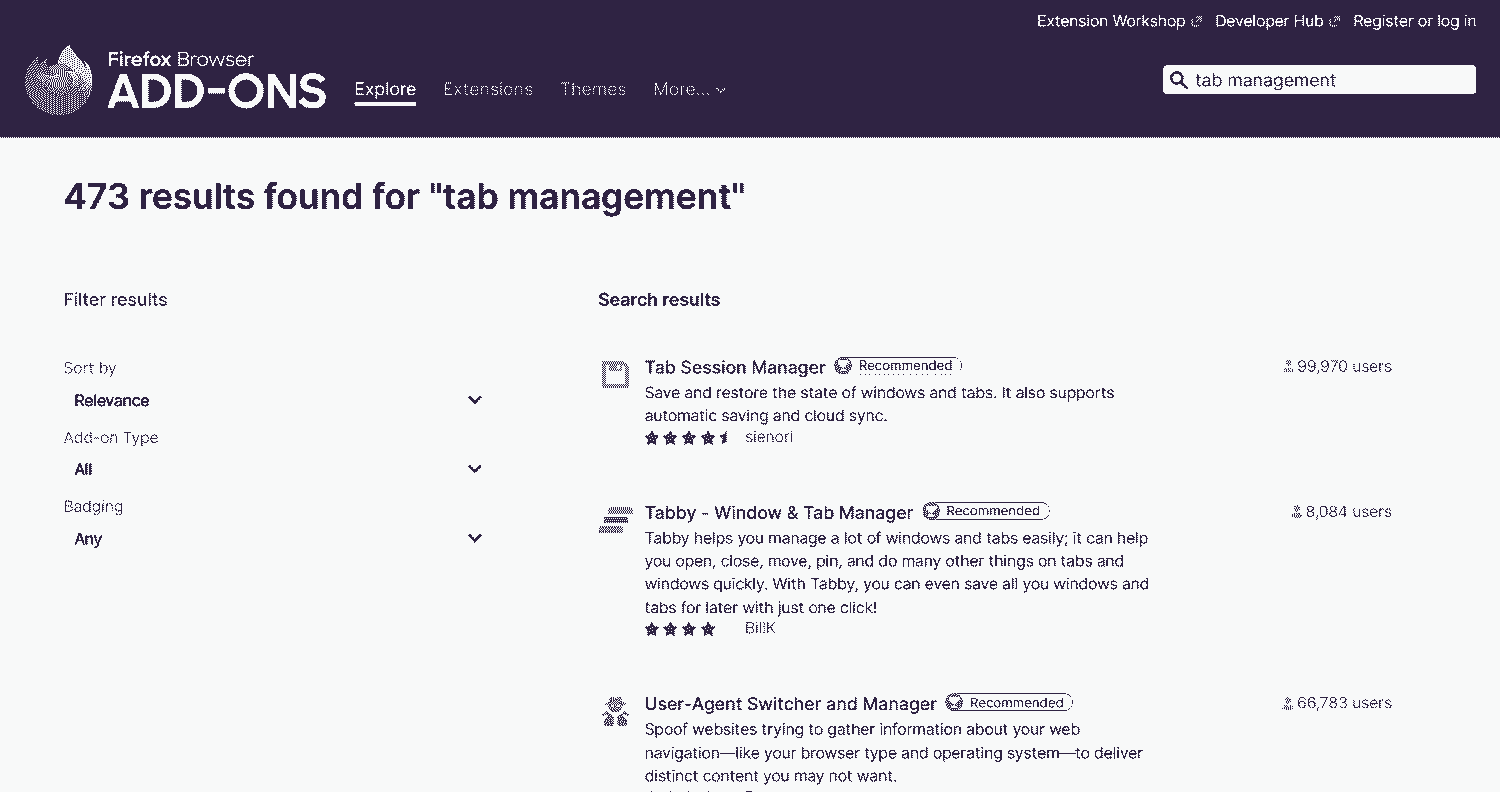 Extension Workshop Developer Hub Register or log in
Firefox Browser
ADD-ONS
Explore Extensions Themes More...
tab management
473 results found for "tab management"
Filter results
Sort by
Relevance
Add-on Type
All
Badging
Any
Search results
Tab Session Manager Recommended 99,970 users
Save and restore the state of windows and tabs. It also supports
automatic saving and cloud sync.
sienori
Tabby - Window & Tab Manager Recommended 8,084 users
Tabby helps you manage a lot of windows and tabs easily; it can help
you open, close, move, pin, and do many other things on tabs and
windows quickly. With Tabby, you can even save all you windows and
tabs for later with just one click!
BillK
User-Agent Switcher and Manager Recommended 66,783 users
Spoof websites trying to gather information about your web
navigation—like your browser type and operating system—to deliver
distinct content you may not want.